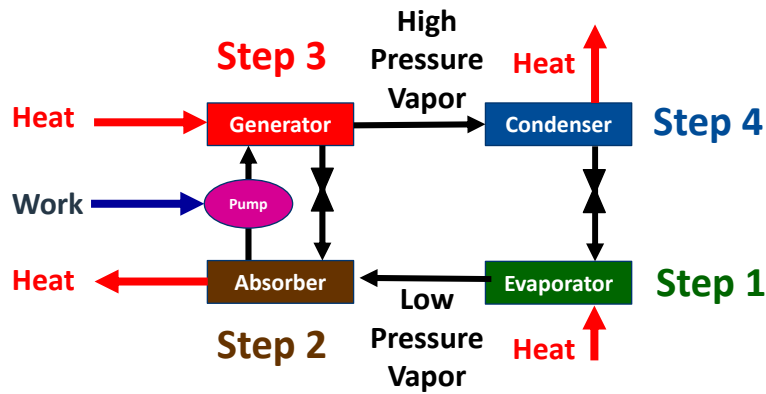 Step 3
High
Pressure
Vapor
Heat
Heat
Generator
Condenser
Step 4
Work
Pump
Heat
Absorber
Evaporator
Step 1
Step 2
Low
Pressure
Vapor
Heat